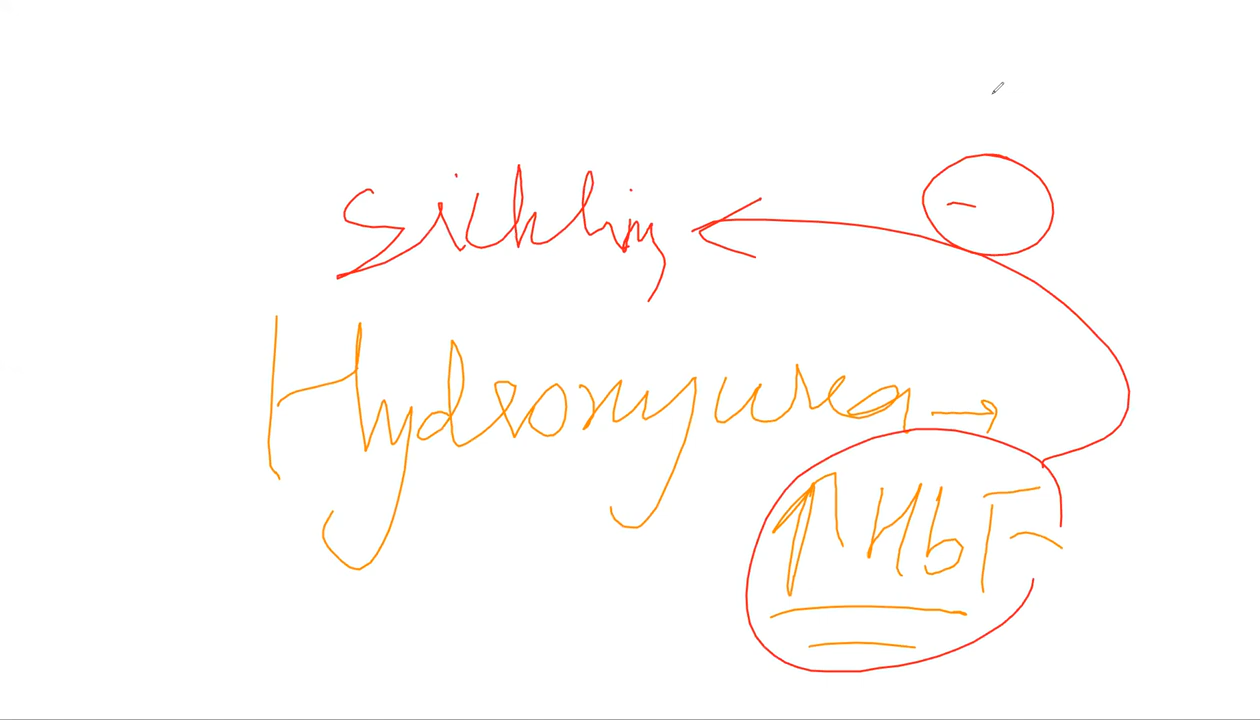 Sickling ← -
Hydroxyurea →
↑ HbF